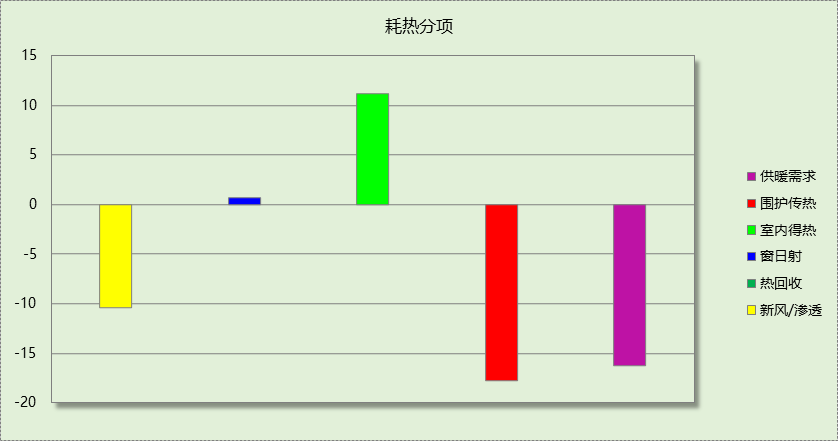 耗热分项
15
10
5
0
-5
-10
-15
-20
供暖需求
围护传热
室内得热
窗日射
热回收
新风/渗透